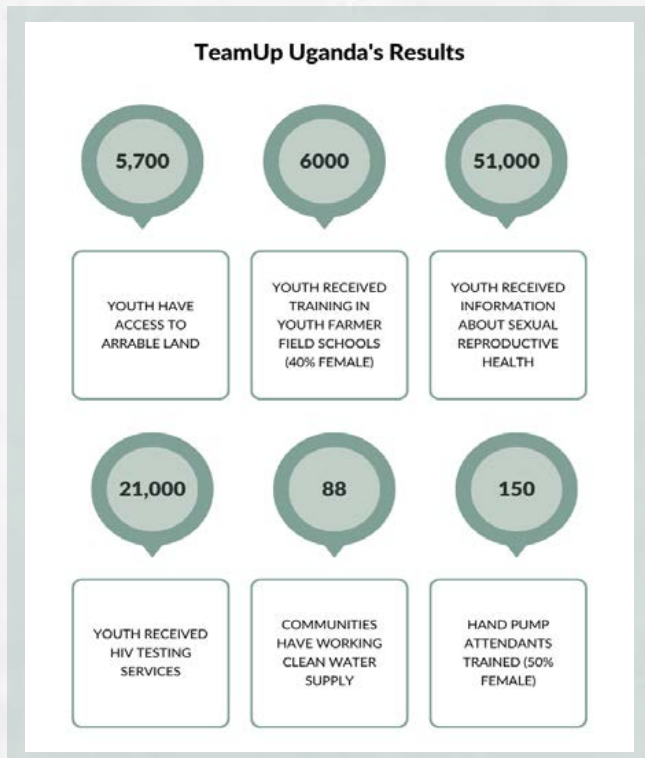 TeamUp Uganda's Results
5,700
6000
51,000
YOUTH HAVE
ACCESS TO
ARRABLE LAND
YOUTH RECEIVED
TRAINING IN
YOUTH FARMER
FIELD SCHOOLS
(40% FEMALE)
YOUTH RECEIVED
INFORMATION
ABOUT SEXUAL
REPRODUCTIVE
HEALTH
21,000
88
150
YOUTH RECEIVED
HIV TESTING
SERVICES
COMMUNITIES
HAVE WORKING
CLEAN WATER
SUPPLY
HAND PUMP
ATTENDANTS
TRAINED (50%
FEMALE)